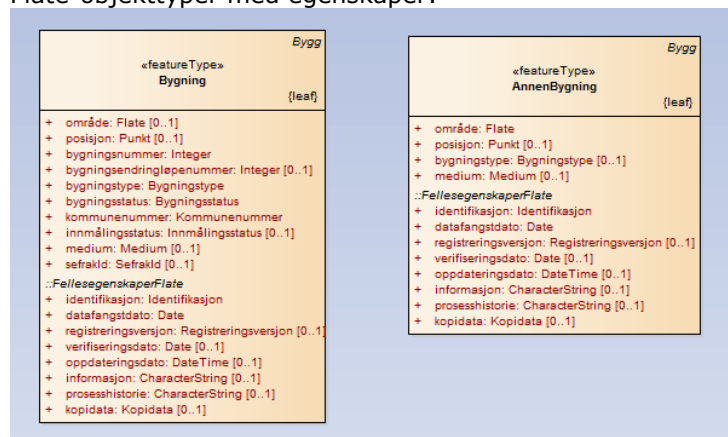 Flate-objekttyper med egenskaper:
Bygg
«featureType»
Bygning
{leaf}
+ område: Flate [0..1]
+ posisjon: Punkt [0..1]
+ bygningsnummer: Integer
+ bygningsendringløpenummer: Integer [0..1]
+ bygningstype: Bygningstype
+ bygningsstatus: Bygningsstatus
+ kommunenummer: Kommunenummer
+ innmålingsstatus: Innmålingsstatus [0..1]
+ medium: Medium [0..1]
+ sefrakId: SefrakId [0..1]
::FellesegenskaperFlate
+ identifikasjon: Identifikasjon
+ datafangstdato: Date
+ registreringsversjon: Registreringsversjon [0..1]
+ verifiseringsdato: Date [0..1]
+ oppdateringsdato: DateTime [0..1]
+ informasjon: CharacterString [0..1]
+ prosesshistorie: CharacterString [0..1]
+ kopidata: Kopidata [0..1]
Bygg
«featureType»
AnnenBygning
{leaf}
+ område: Flate
+ posisjon: Punkt [0..1]
+ bygningstype: Bygningstype [0..1]
+ medium: Medium [0..1]
::FellesegenskaperFlate
+ identifikasjon: Identifikasjon
+ datafangstdato: Date
+ registreringsversjon: Registreringsversjon [0..1]
+ verifiseringsdato: Date [0..1]
+ oppdateringsdato: DateTime [0..1]
+ informasjon: CharacterString [0..1]
+ prosesshistorie: CharacterString [0..1]
+ kopidata: Kopidata [0..1]